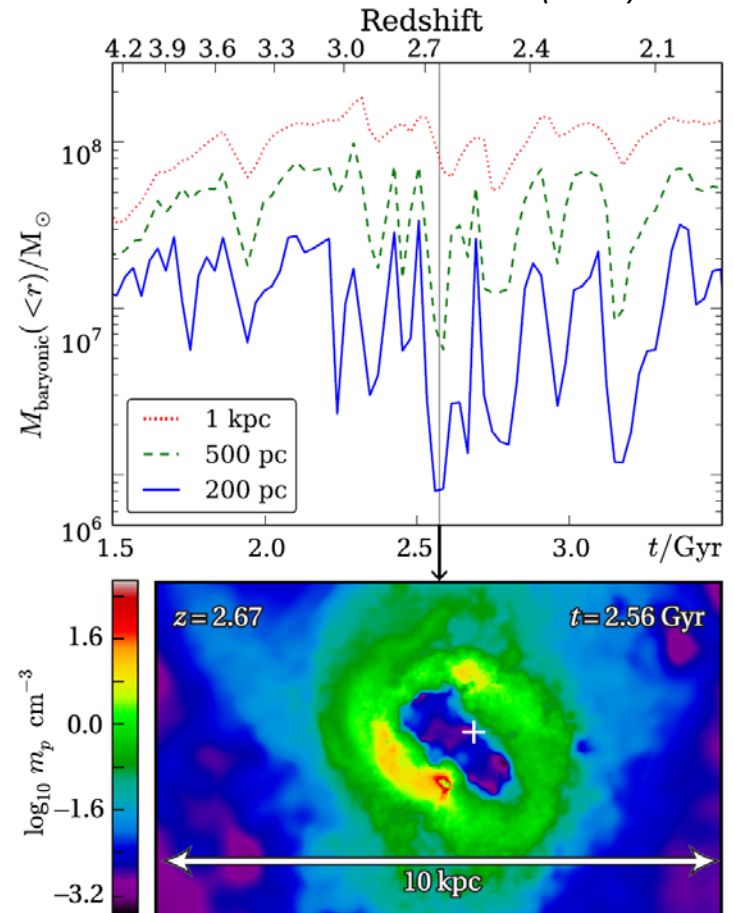 Redshift
4.2 3.9 3.6 3.3 3.0 2.7 2.4 2.1
10^8
10^7
10^6
M_baryonic(<r)/M_⊙
1 kpc
500 pc
200 pc
1.5 2.0 2.5 3.0 t/Gyr
z=2.67 t=2.56 Gyr
1.6
0.0
−1.6
−3.2
log_10 m_p cm^−3
10 kpc